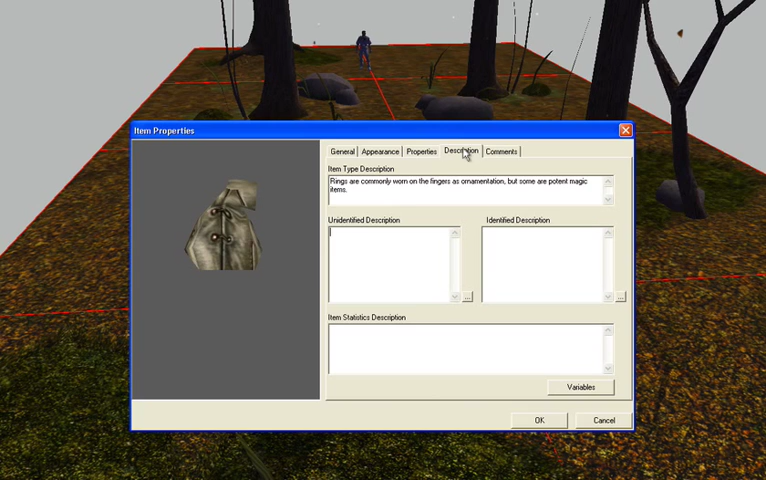 Item Properties
General Appearance Properties Description Comments
Item Type Description
Rings are commonly worn on the fingers as ornamentation, but some are potent magic
items.
Unidentified Description Identified Description
... ...
Item Statistics Description
Variables
OK Cancel